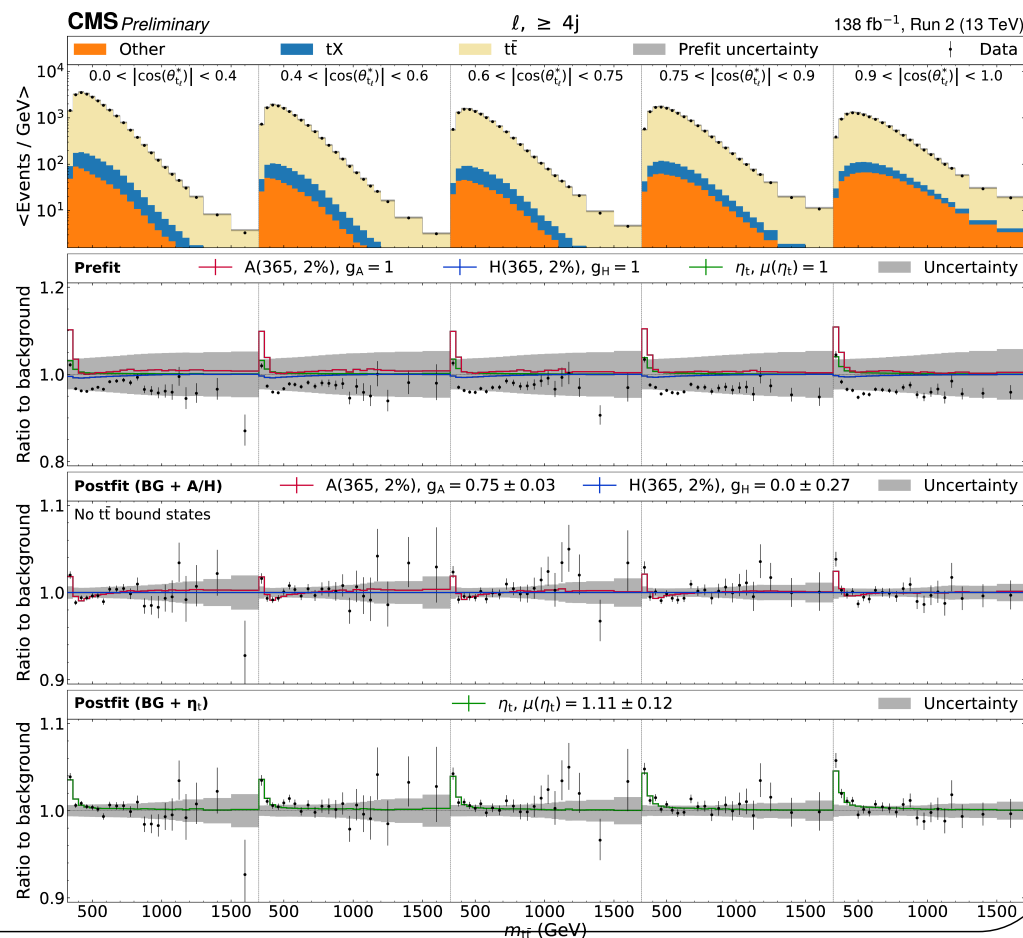 CMS Preliminary ℓ, ≥ 4j 138 fb⁻¹, Run 2 (13 TeV)
Other tX tt̄ Prefit uncertainty Data
0.0 < |cos(θ*ₜℓ)| < 0.4 0.4 < |cos(θ*ₜℓ)| < 0.6 0.6 < |cos(θ*ₜℓ)| < 0.75 0.75 < |cos(θ*ₜℓ)| < 0.9 0.9 < |cos(θ*ₜℓ)| < 1.0
<Events / GeV>
10⁴
10³
10²
10¹
Prefit A(365, 2%), g_A = 1 H(365, 2%), g_H = 1 ηₜ, μ(ηₜ) = 1 Uncertainty
Ratio to background
1.2
1.0
0.8
Postfit (BG + A/H) A(365, 2%), g_A = 0.75 ± 0.03 H(365, 2%), g_H = 0.0 ± 0.27 Uncertainty
No tt̄ bound states
Ratio to background
1.1
1.0
0.9
Postfit (BG + ηₜ) ηₜ, μ(ηₜ) = 1.11 ± 0.12 Uncertainty
Ratio to background
1.1
1.0
0.9
500 1000 1500 500 1000 1500 500 1000 1500 500 1000 1500 500 1000 1500
m_tt̄ (GeV)